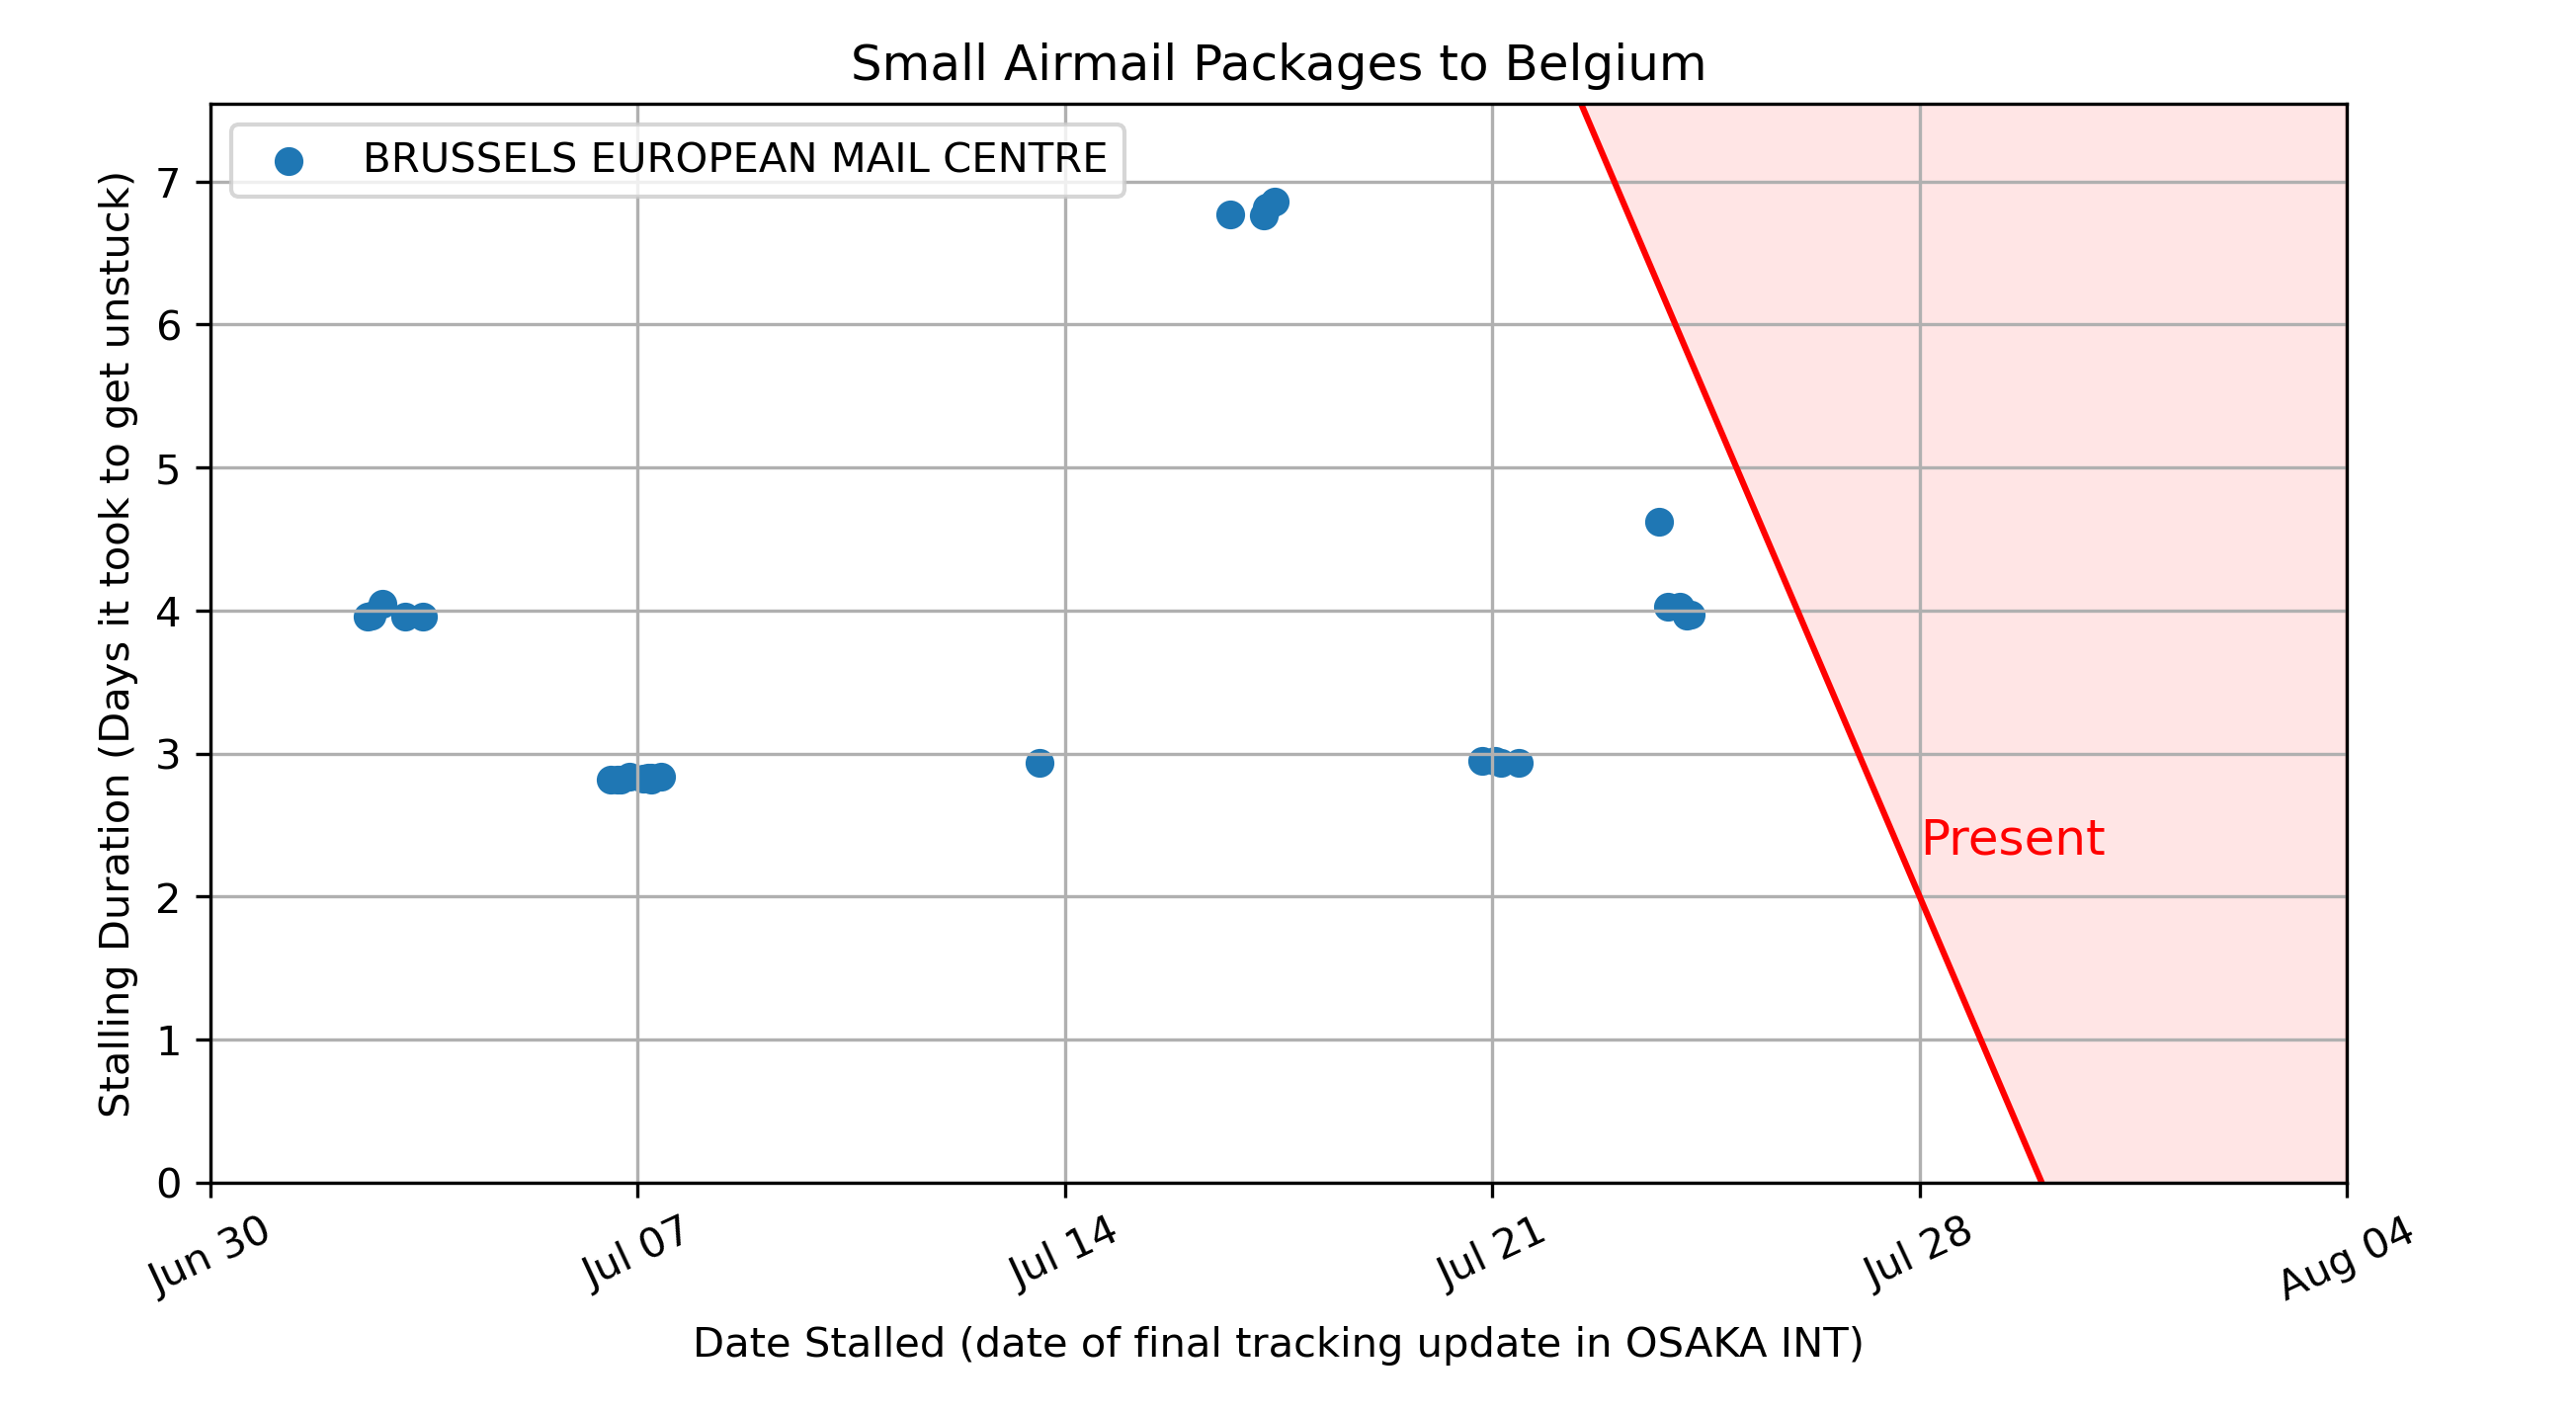 Small Airmail Packages to Belgium
BRUSSELS EUROPEAN MAIL CENTRE
Stalling Duration (Days it took to get unstuck)
7
6
5
4
3
2
1
0
Present
Jun 30
Jul 07
Jul 14
Jul 21
Jul 28
Aug 04
Date Stalled (date of final tracking update in OSAKA INT)